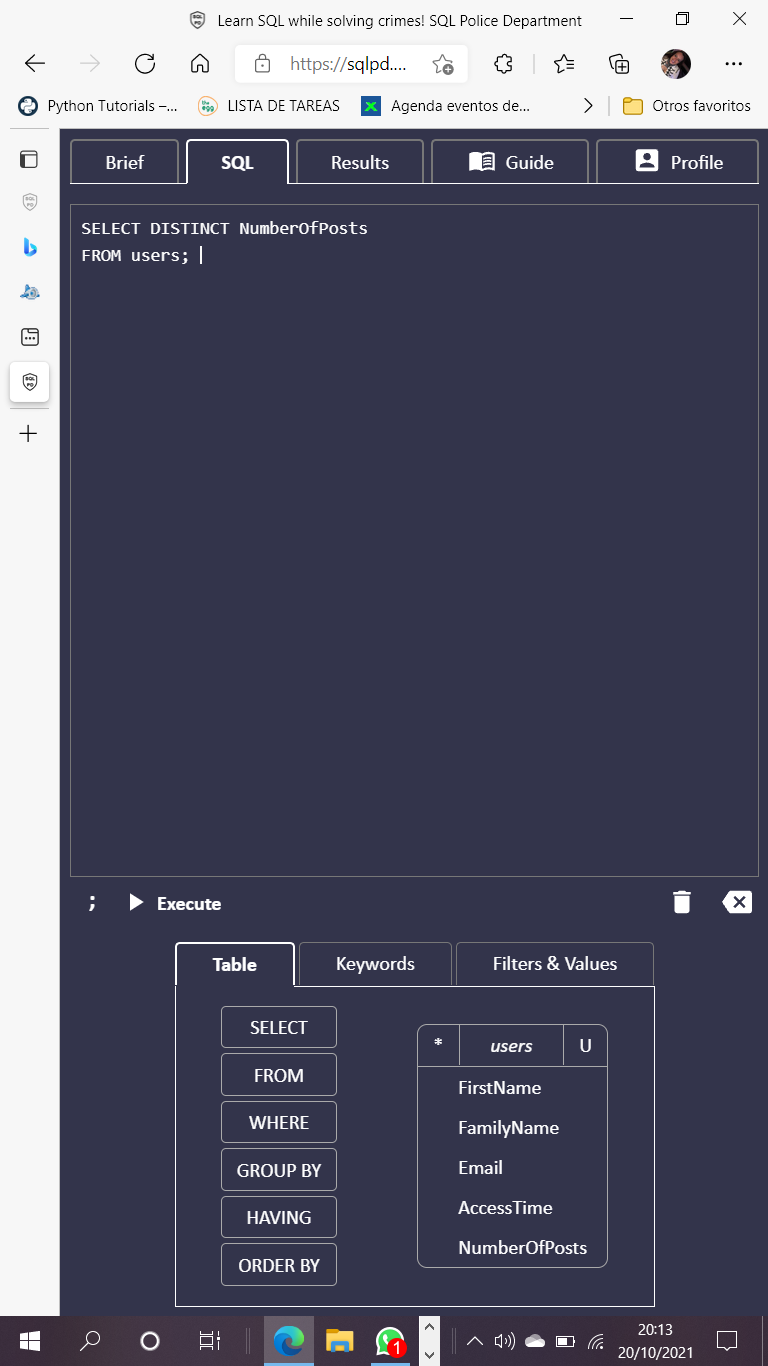 Learn SQL while solving crimes! SQL Police Department
https://sqlpd....
Python Tutorials –...
LISTA DE TAREAS
Agenda eventos de...
Otros favoritos
Brief
SQL
Results
Guide
Profile
SELECT DISTINCT NumberOfPosts
FROM users;
; Execute
Table
Keywords
Filters & Values
SELECT
FROM
WHERE
GROUP BY
HAVING
ORDER BY
* users U
FirstName
FamilyName
Email
AccessTime
NumberOfPosts
1
20:13
20/10/2021